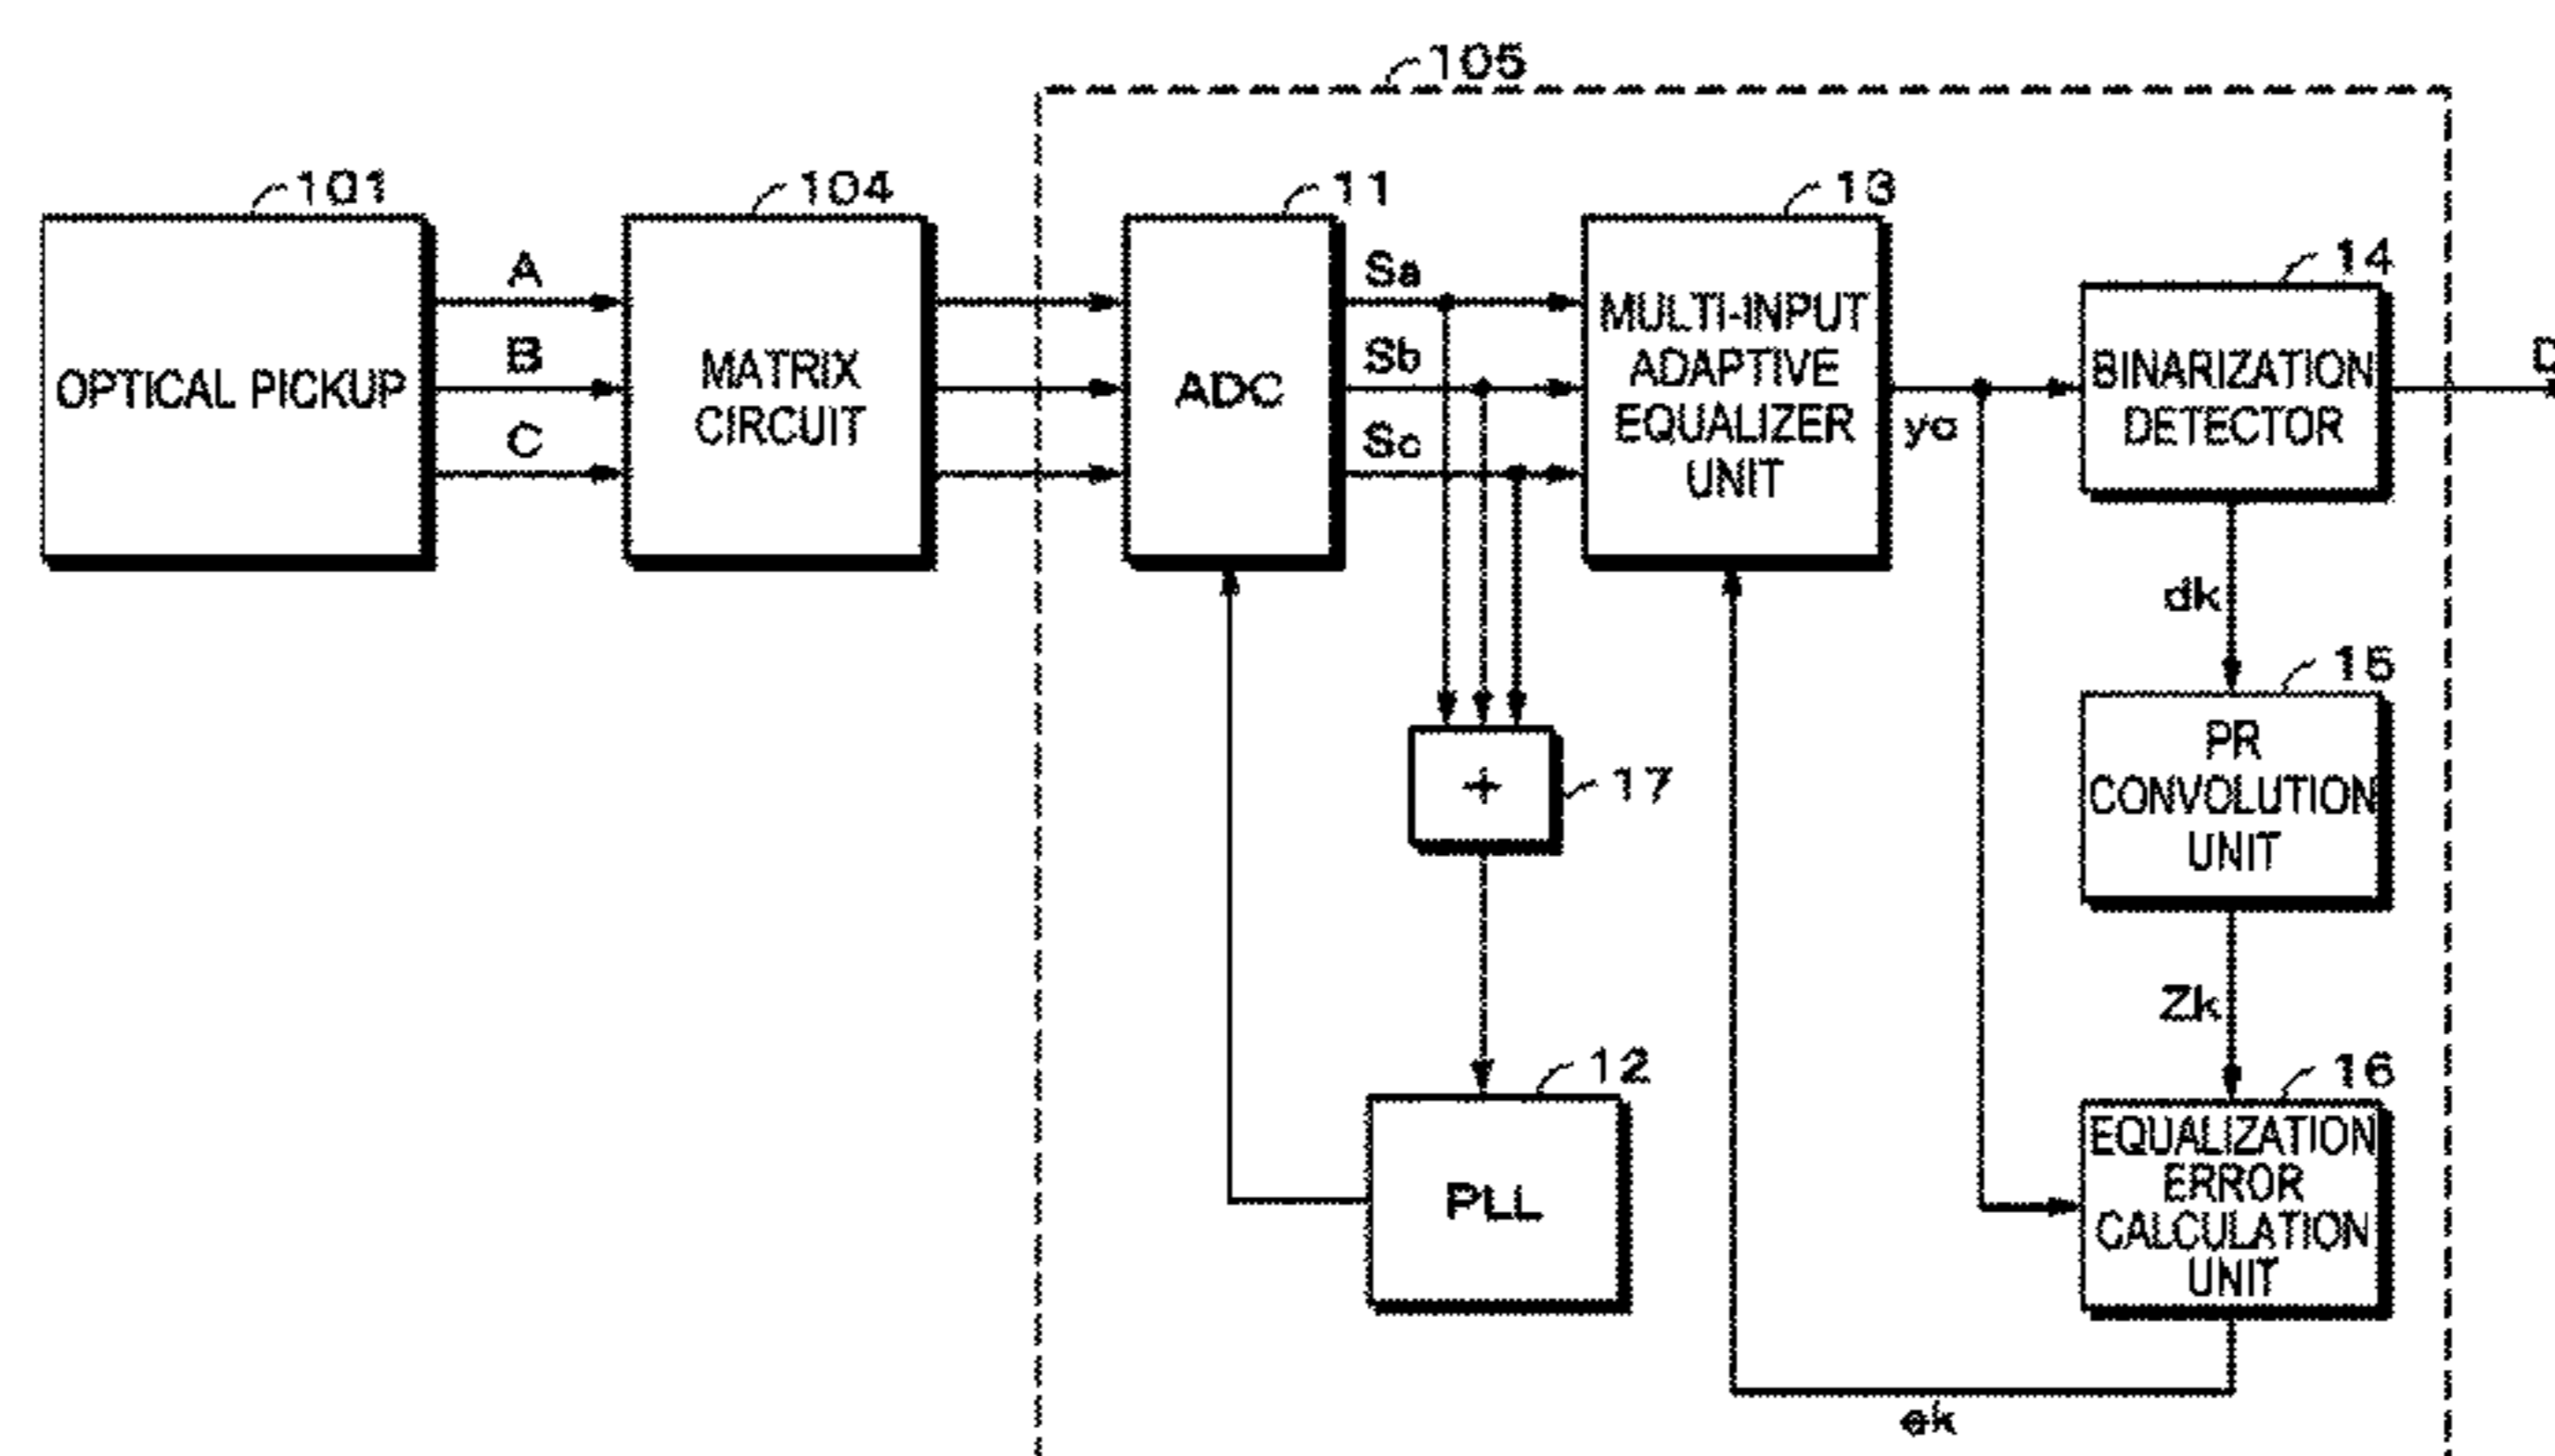 105
101
104
11
13
14
OPTICAL PICKUP
A
B
C
MATRIX
CIRCUIT
ADC
Sa
Sb
Sc
MULTI-INPUT
ADAPTIVE
EQUALIZER
UNIT
yo
BINARIZATION
DETECTOR
D
dk
15
PR
CONVOLUTION
UNIT
+
17
Zk
12
16
PLL
EQUALIZATION
ERROR
CALCULATION
UNIT
ek